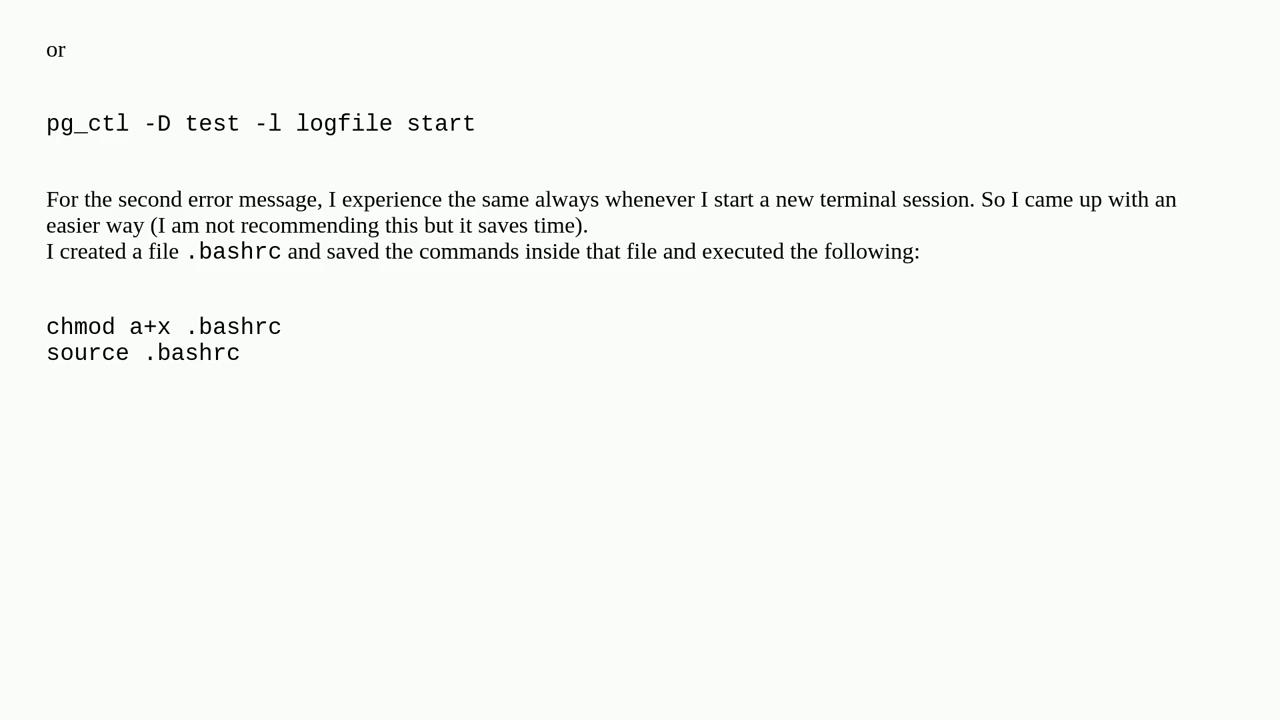 or
pg_ctl -D test -l logfile start
For the second error message, I experience the same always whenever I start a new terminal session. So I came up with an
easier way (I am not recommending this but it saves time).
I created a file .bashrc and saved the commands inside that file and executed the following:
chmod a+x .bashrc
source .bashrc